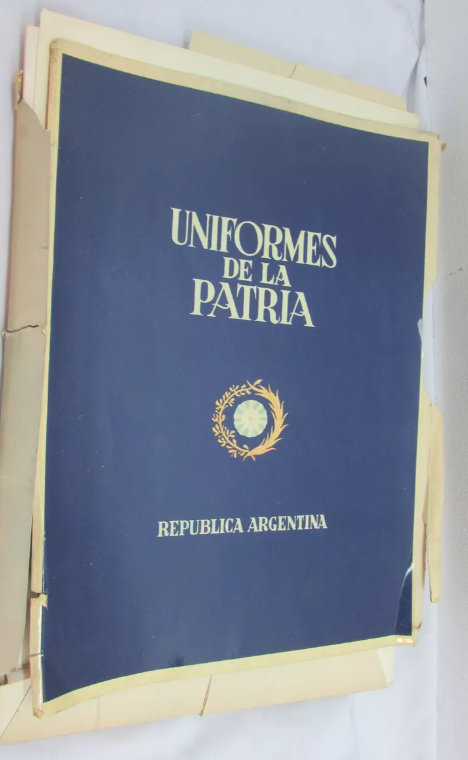 UNIFORMES
DE LA
PATRIA
REPUBLICA ARGENTINA